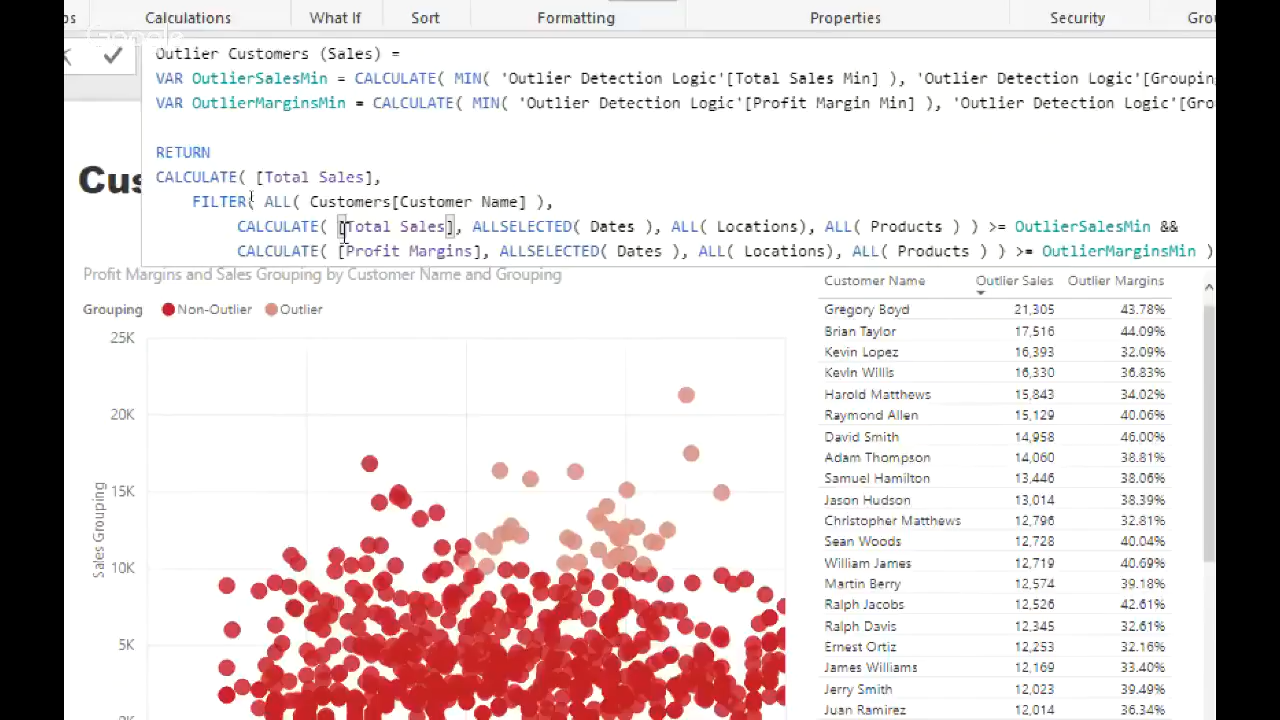 ps Calculations What If Sort Formatting Properties Security Grou
Google
Outlier Customers (Sales) =
VAR OutlierSalesMin = CALCULATE( MIN( 'Outlier Detection Logic'[Total Sales Min] ), 'Outlier Detection Logic'[Grouping
VAR OutlierMarginsMin = CALCULATE( MIN( 'Outlier Detection Logic'[Profit Margin Min] ), 'Outlier Detection Logic'[Gro
RETURN
CALCULATE( [Total Sales],
FILTER( ALL( Customers[Customer Name] ),
CALCULATE( [Total Sales], ALLSELECTED( Dates ), ALL( Locations), ALL( Products ) ) >= OutlierSalesMin &&
CALCULATE( [Profit Margins], ALLSELECTED( Dates ), ALL( Locations), ALL( Products ) ) >= OutlierMarginsMin )
Cus
Profit Margins and Sales Grouping by Customer Name and Grouping
Grouping Non-Outlier Outlier
25K
20K
15K
10K
5K
Sales Grouping
Customer Name Outlier Sales Outlier Margins
Gregory Boyd 21,305 43.78%
Brian Taylor 17,516 44.09%
Kevin Lopez 16,393 32.09%
Kevin Willis 16,330 36.83%
Harold Matthews 15,843 34.02%
Raymond Allen 15,129 40.06%
David Smith 14,958 46.00%
Adam Thompson 14,060 38.81%
Samuel Hamilton 13,446 38.06%
Jason Hudson 13,014 38.39%
Christopher Matthews 12,796 32.81%
Sean Woods 12,728 40.04%
William James 12,719 40.69%
Martin Berry 12,574 39.18%
Ralph Jacobs 12,526 42.61%
Ralph Davis 12,345 32.61%
Ernest Ortiz 12,253 32.16%
James Williams 12,169 33.40%
Jerry Smith 12,023 39.49%
Juan Ramirez 12,014 36.34%